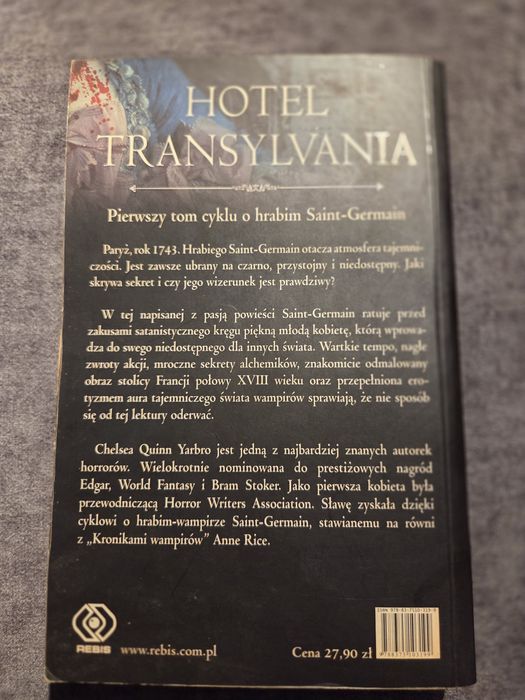 HOTEL
TRANSYLVANIA
Pierwszy tom cyklu o hrabim Saint-Germain
Paryż, rok 1743. Hrabiego Saint-Germain otacza atmosfera tajemni-
czości. Jest zawsze ubrany na czarno, przystojny i niedostępny. Jaki
skrywa sekret i czy jego wizerunek jest prawdziwy?
W tej napisanej z pasją powieści Saint-Germain ratuje przed
zakusami satanistycznego kręgu piękną młodą kobietę, którą wprowa-
dza do swego niedostępnego dla innych świata. Wartkie tempo, nagłe
zwroty akcji, mroczne sekrety alchemików, znakomicie odmalowany
obraz stolicy Francji połowy XVIII wieku oraz przepełniona ero-
tyzmem aura tajemniczego świata wampirów sprawiają, że nie sposób
się od tej lektury oderwać.
Chelsea Quinn Yarbro jest jedną z najbardziej znanych autorek
horrorów. Wielokrotnie nominowana do prestiżowych nagród
Edgar, World Fantasy i Bram Stoker. Jako pierwsza kobieta była
przewodniczącą Horror Writers Association. Sławę zyskała dzięki
cyklowi o hrabim-wampirze Saint-Germain, stawianemu na równi
z „Kronikami wampirów” Anne Rice.
REBIS
www.rebis.com.pl
Cena 27,90 zł